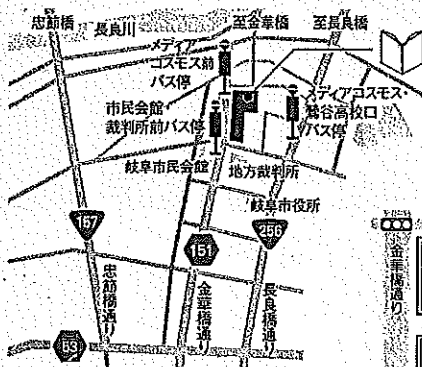 忠節橋
長良川
至金華橋
至長良橋
メディア
コスモス前
バス停
メディアコスモス・
鶯谷高校口
バス停
市民会館・
裁判所前バス停
岐阜市民会館
地方裁判所
岐阜市役所
157
151
256
忠節橋通り
金華橋通り
長良橋通り
金華橋通り
53